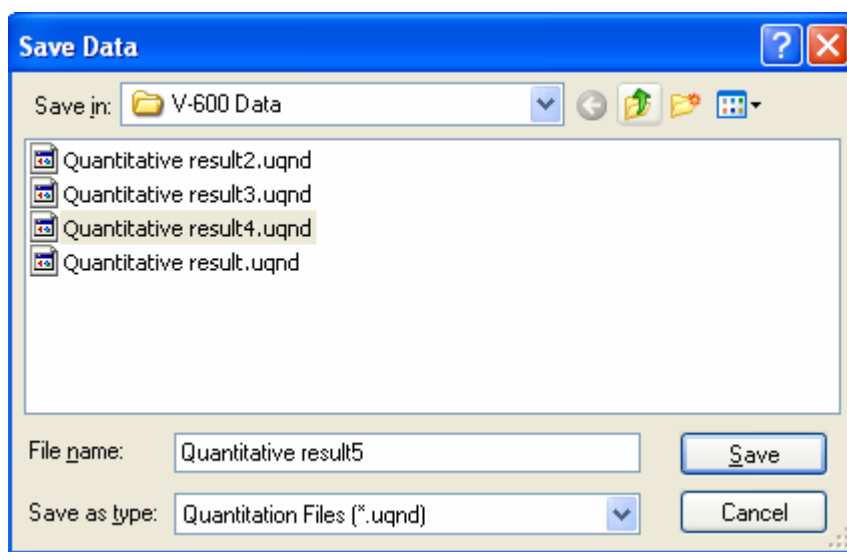 Save Data
Save in: V-600 Data
Quantitative result2.uqnd
Quantitative result3.uqnd
Quantitative result4.uqnd
Quantitative result.uqnd
File name: Quantitative result5 Save
Save as type: Quantitation Files (*.uqnd) Cancel